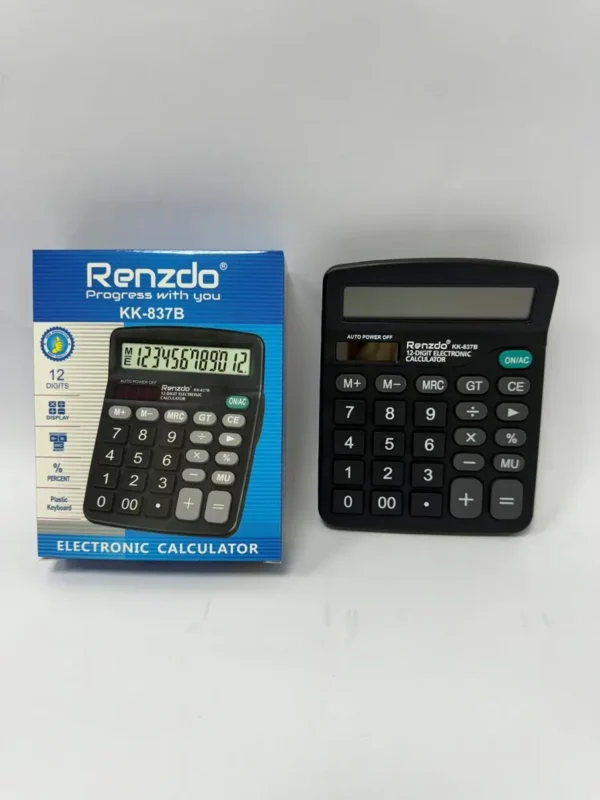 Renzdo®
Progress with you
KK-837B
12
DIGITS
DISPLAY
%
PERCENT
Plastic
Keyboard
M
E
123456789012
AUTO POWER OFF
Renzdo® KK-837B
12-DIGIT ELECTRONIC
CALCULATOR
ON/AC
M+ M− MRC GT CE
7 8 9 ÷ ▶
4 5 6 × %
1 2 3 − MU
0 00 · + =
ELECTRONIC CALCULATOR
AUTO POWER OFF
Renzdo® KK-837B
12-DIGIT ELECTRONIC
CALCULATOR
ON/AC
M+ M− MRC GT CE
7 8 9 ÷ ▶
4 5 6 × %
1 2 3 − MU
0 00 · + =